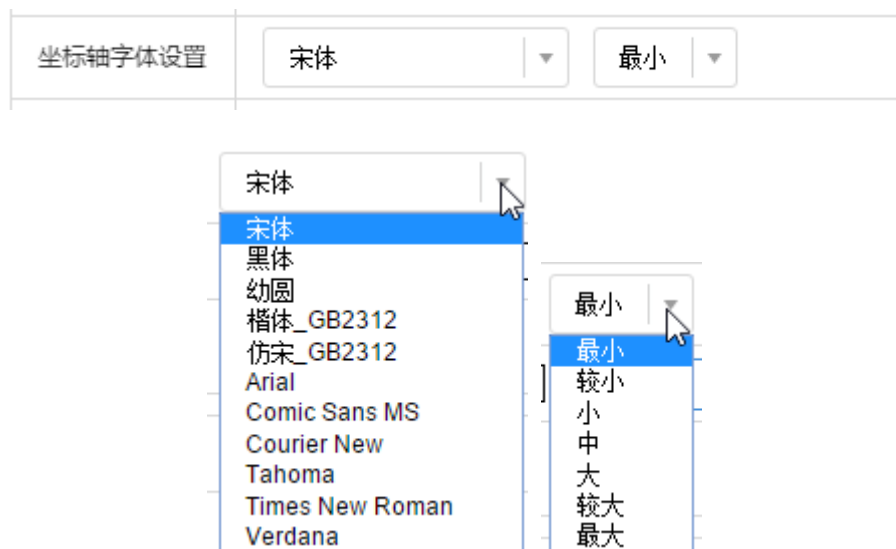 坐标轴字体设置 宋体 最小
宋体
宋体
黑体
幼圆
楷体_GB2312
仿宋_GB2312
Arial
Comic Sans MS
Courier New
Tahoma
Times New Roman
Verdana
最小
最小
较小
小
中
大
较大
最大